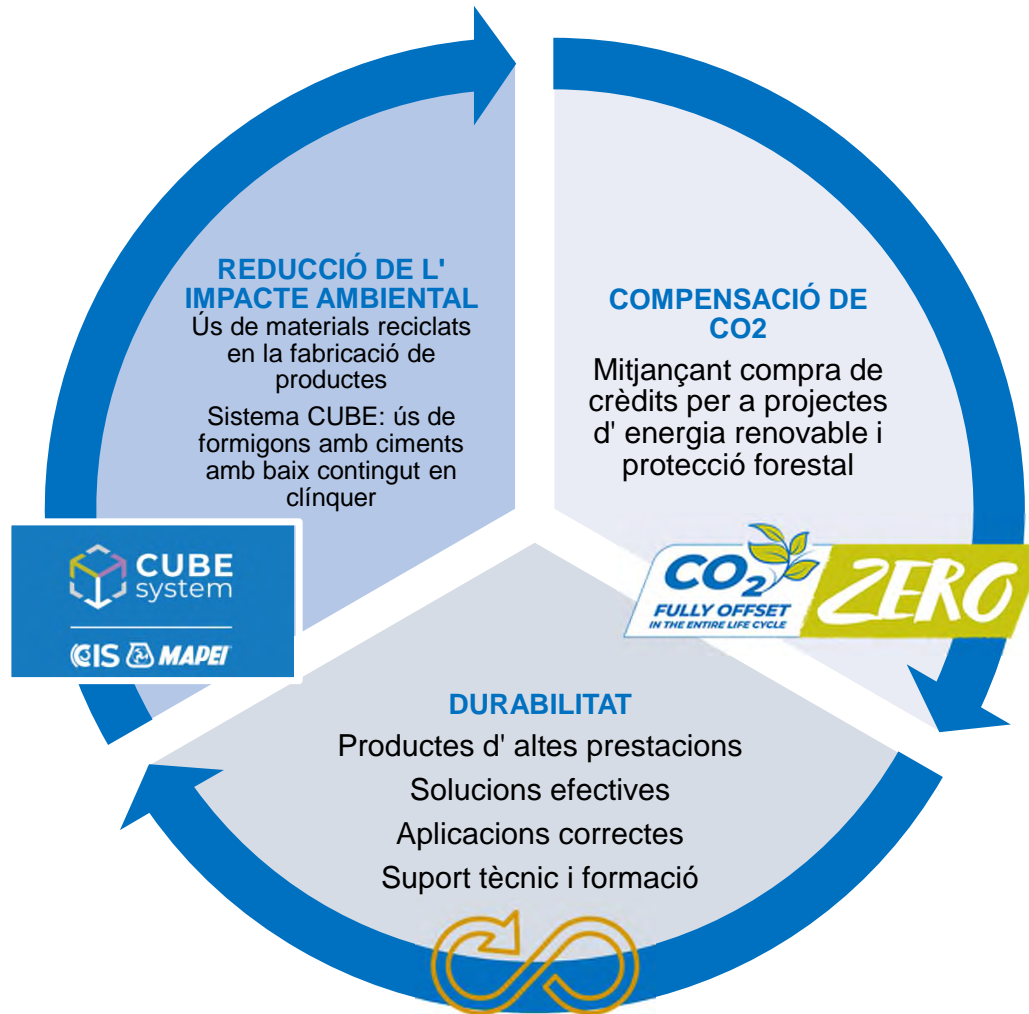 REDUCCIÓ DE L'
IMPACTE AMBIENTAL
Ús de materials reciclats
en la fabricació de
productes
Sistema CUBE: ús de
formigons amb ciments
amb baix contingut en
clínquer
COMPENSACIÓ DE
CO2
Mitjançant compra de
crèdits per a projectes
d' energia renovable i
protecció forestal
CUBE
system
CIS MAPEI
CO₂ ZERO
FULLY OFFSET
IN THE ENTIRE LIFE CYCLE
DURABILITAT
Productes d' altes prestacions
Solucions efectives
Aplicacions correctes
Suport tècnic i formació